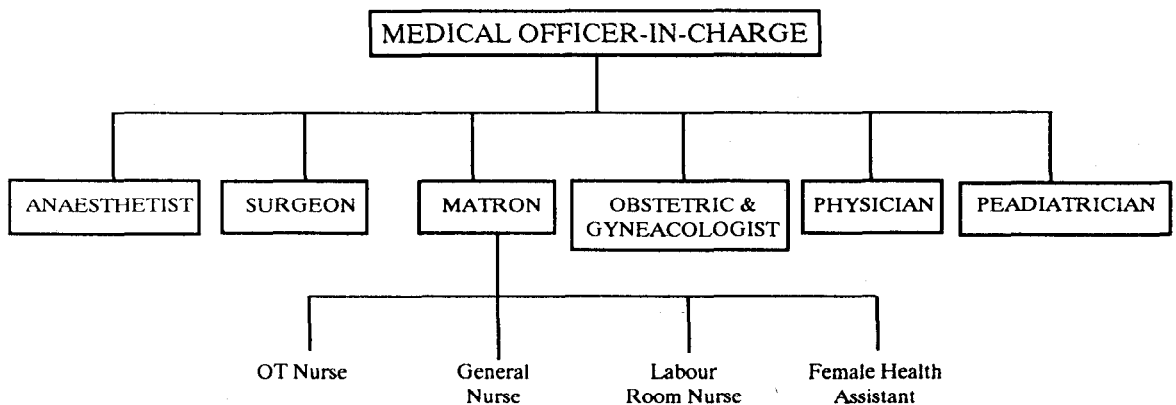 MEDICAL OFFICER-IN-CHARGE
ANAESTHETIST
SURGEON
MATRON
OBSTETRIC &
GYNEACOLOGIST
PHYSICIAN
PEADIATRICIAN
OT Nurse
General
Nurse
Labour
Room Nurse
Female Health
Assistant